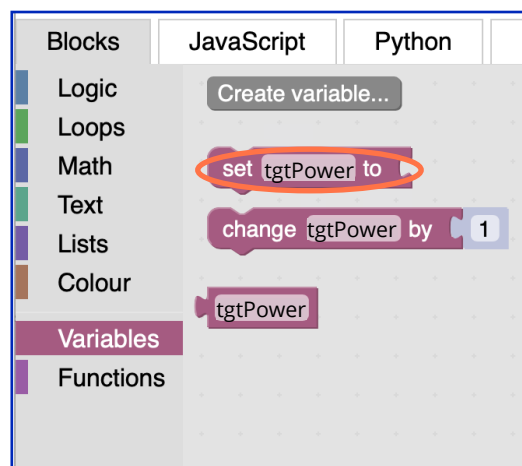 Blocks
JavaScript
Python
Logic
Loops
Math
Text
Lists
Colour
Variables
Functions
Create variable...
set tgtPower to
change tgtPower by 1
tgtPower